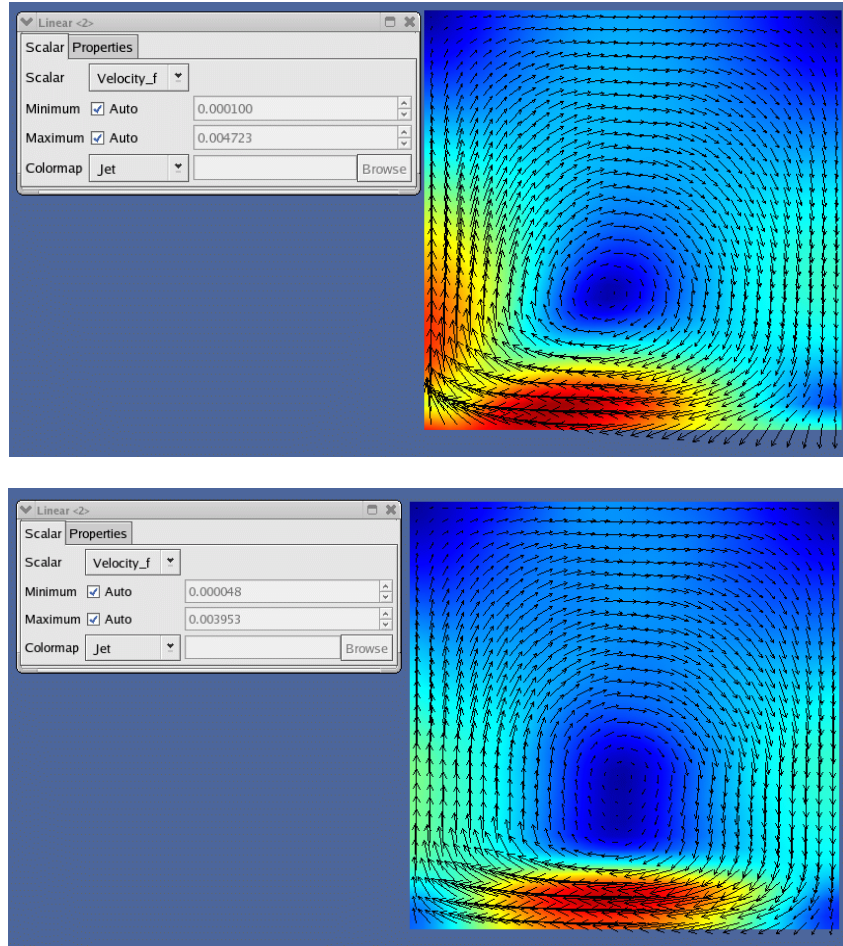 Linear <2>
Scalar Properties
Scalar Velocity_f
Minimum Auto 0.000100
Maximum Auto 0.004723
Colormap Jet Browse
Linear <2>
Scalar Properties
Scalar Velocity_f
Minimum Auto 0.000048
Maximum Auto 0.003953
Colormap Jet Browse